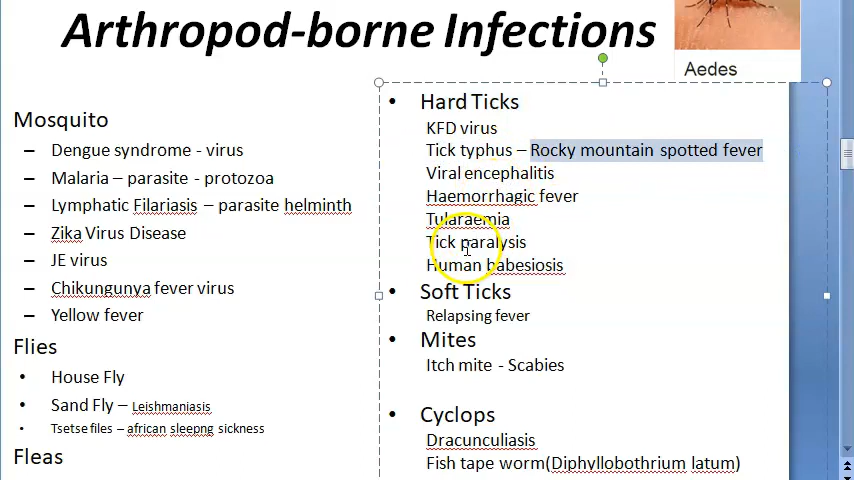 Arthropod-borne Infections
Aedes
Mosquito
– Dengue syndrome - virus
– Malaria – parasite - protozoa
– Lymphatic Filariasis – parasite helminth
– Zika Virus Disease
– JE virus
– Chikungunya fever virus
– Yellow fever
Flies
• House Fly
• Sand Fly – Leishmaniasis
• Tsetse files – african sleepng sickness
Fleas
• Hard Ticks
KFD virus
Tick typhus – Rocky mountain spotted fever
Viral encephalitis
Haemorrhagic fever
Tularaemia
Tick paralysis
Human babesiosis
• Soft Ticks
Relapsing fever
• Mites
Itch mite - Scabies
• Cyclops
Dracunculiasis
Fish tape worm(Diphyllobothrium latum)